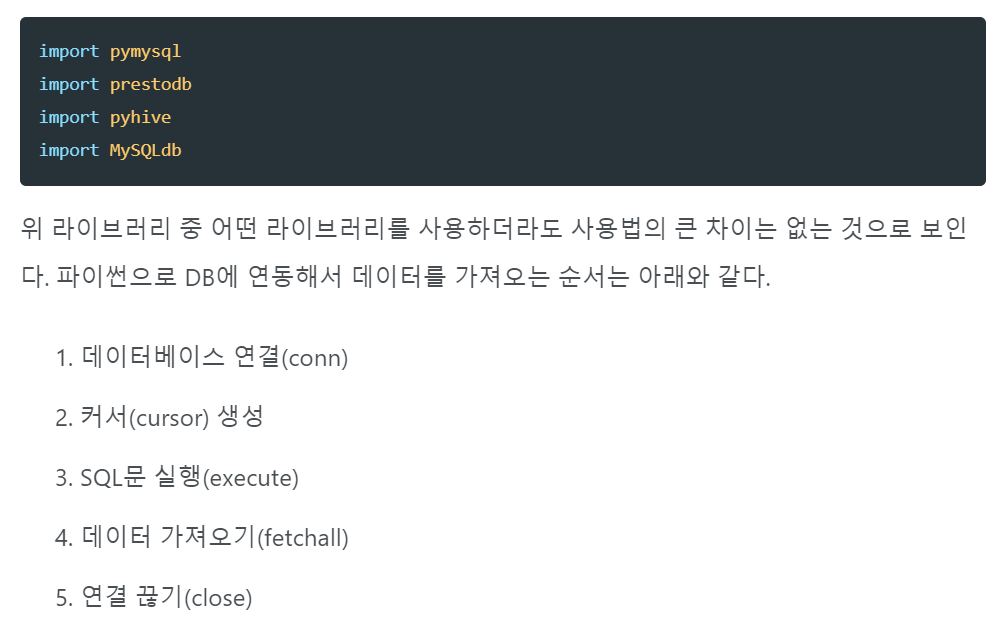 import pymysql
import prestodb
import pyhive
import MySQLdb
위 라이브러리 중 어떤 라이브러리를 사용하더라도 사용법의 큰 차이는 없는 것으로 보인
다. 파이썬으로 DB에 연동해서 데이터를 가져오는 순서는 아래와 같다.
1. 데이터베이스 연결(conn)
2. 커서(cursor) 생성
3. SQL문 실행(execute)
4. 데이터 가져오기(fetchall)
5. 연결 끊기(close)